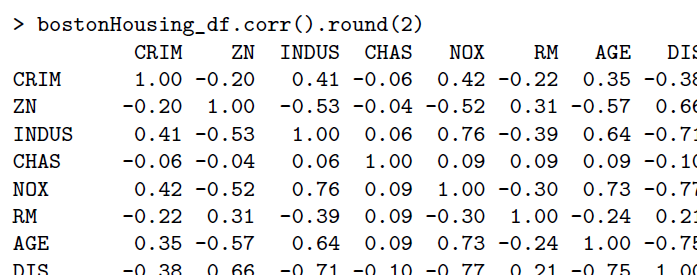 > bostonHousing_df.corr().round(2)
CRIM ZN INDUS CHAS NOX RM AGE DIS
CRIM 1.00 -0.20 0.41 -0.06 0.42 -0.22 0.35 -0.38
ZN -0.20 1.00 -0.53 -0.04 -0.52 0.31 -0.57 0.66
INDUS 0.41 -0.53 1.00 0.06 0.76 -0.39 0.64 -0.71
CHAS -0.06 -0.04 0.06 1.00 0.09 0.09 0.09 -0.10
NOX 0.42 -0.52 0.76 0.09 1.00 -0.30 0.73 -0.77
RM -0.22 0.31 -0.39 0.09 -0.30 1.00 -0.24 0.21
AGE 0.35 -0.57 0.64 0.09 0.73 -0.24 1.00 -0.75
DIS -0.38 0.66 -0.71 -0.10 -0.77 0.21 -0.75 1.00